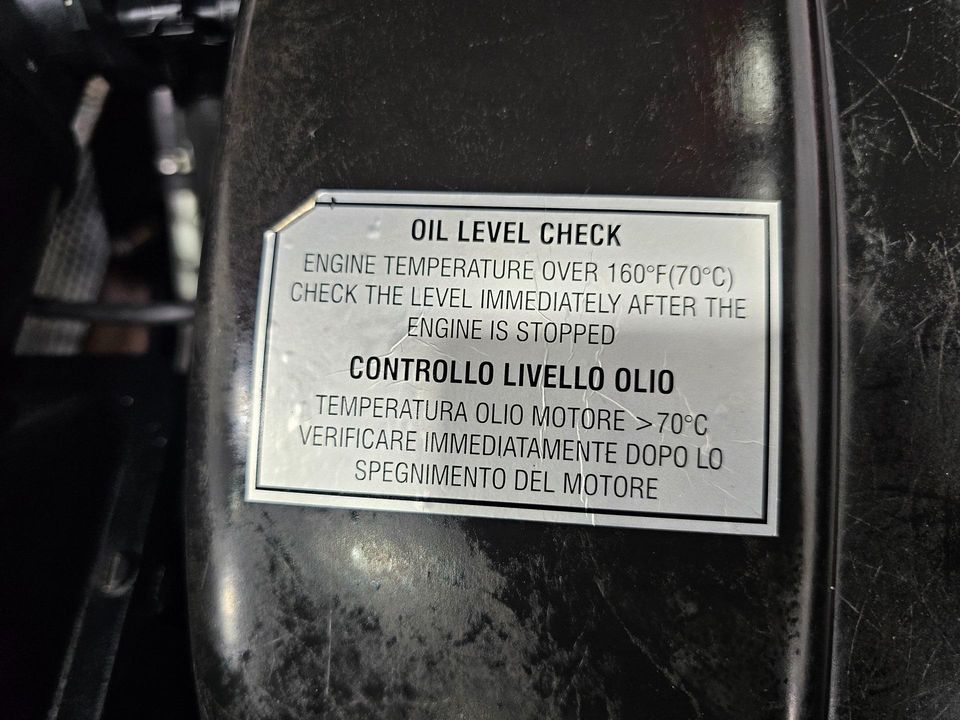 OIL LEVEL CHECK
ENGINE TEMPERATURE OVER 160°F(70°C)
CHECK THE LEVEL IMMEDIATELY AFTER THE
ENGINE IS STOPPED
CONTROLLO LIVELLO OLIO
TEMPERATURA OLIO MOTORE >70°C
VERIFICARE IMMEDIATAMENTE DOPO LO
SPEGNIMENTO DEL MOTORE